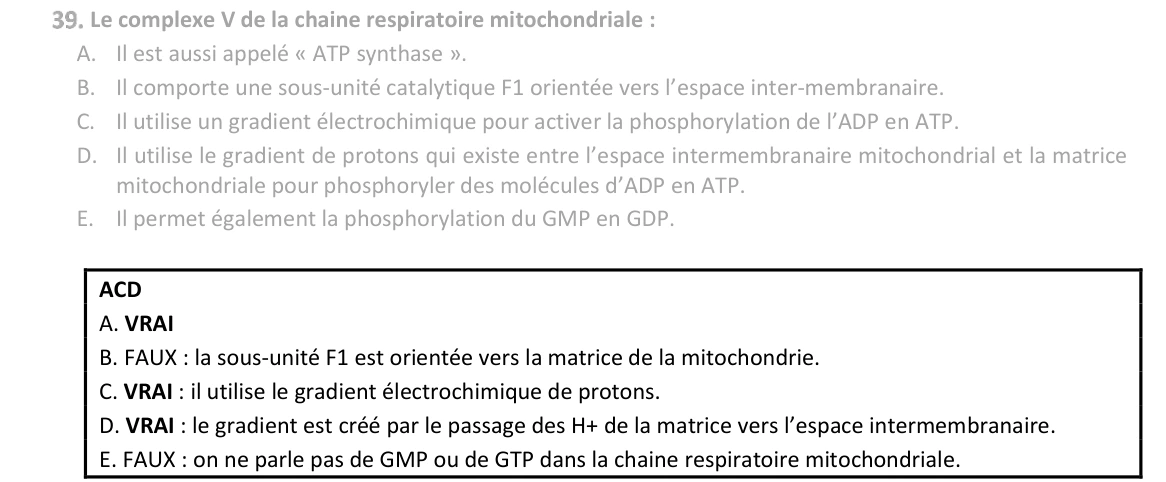 39. Le complexe V de la chaine respiratoire mitochondriale :
A. Il est aussi appelé « ATP synthase ».
B. Il comporte une sous-unité catalytique F1 orientée vers l’espace inter-membranaire.
C. Il utilise un gradient électrochimique pour activer la phosphorylation de l’ADP en ATP.
D. Il utilise le gradient de protons qui existe entre l’espace intermembranaire mitochondrial et la matrice
mitochondriale pour phosphoryler des molécules d’ADP en ATP.
E. Il permet également la phosphorylation du GMP en GDP.
ACD
A. VRAI
B. FAUX : la sous-unité F1 est orientée vers la matrice de la mitochondrie.
C. VRAI : il utilise le gradient électrochimique de protons.
D. VRAI : le gradient est créé par le passage des H+ de la matrice vers l’espace intermembranaire.
E. FAUX : on ne parle pas de GMP ou de GTP dans la chaine respiratoire mitochondriale.